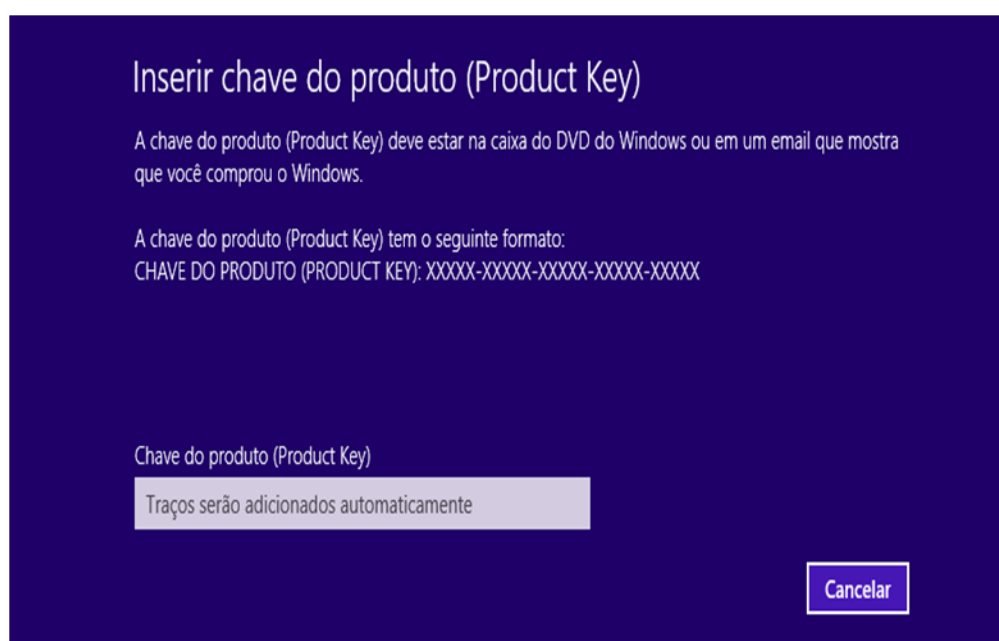 Inserir chave do produto (Product Key)
A chave do produto (Product Key) deve estar na caixa do DVD do Windows ou em um email que mostra
que você comprou o Windows.
A chave do produto (Product Key) tem o seguinte formato:
CHAVE DO PRODUTO (PRODUCT KEY): XXXXX-XXXXX-XXXXX-XXXXX-XXXXX
Chave do produto (Product Key)
Traços serão adicionados automaticamente
Cancelar